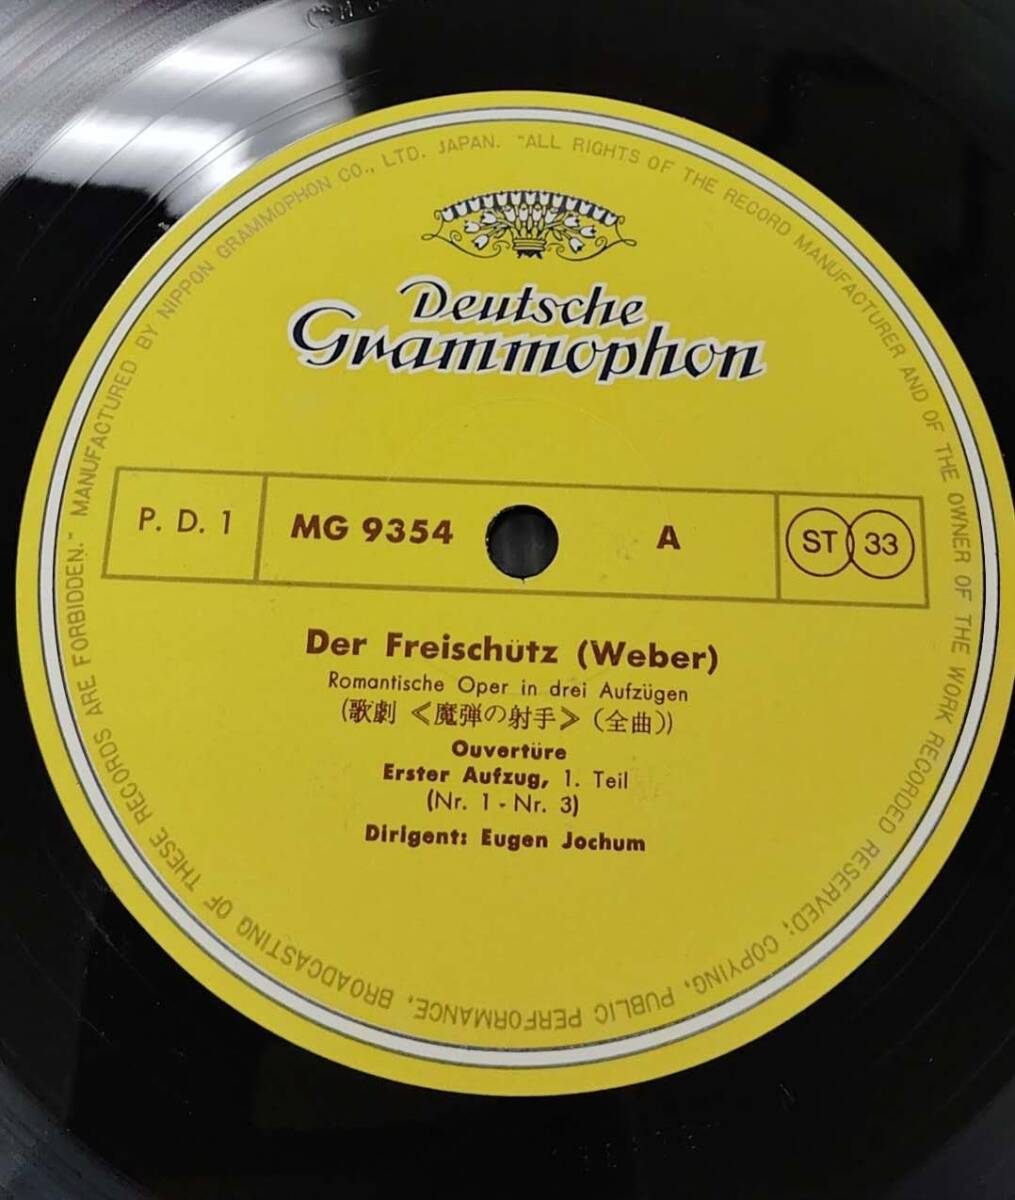 MANUFACTURED BY NIPPON GRAMMOPHON CO., LTD. JAPAN. "ALL RIGHTS OF THE RECORD MANUFACTURER AND OF THE OWNER OF THE WORK RECORDED RESERVED; COPYING, PUBLIC PERFORMANCE, BROADCASTING OF THESE RECORDS ARE FORBIDDEN."
Deutsche
Grammophon
P. D. 1 MG 9354 A ST 33
Der Freischütz (Weber)
Romantische Oper in drei Aufzügen
(歌劇 《魔弾の射手》 (全曲))
Ouvertüre
Erster Aufzug, 1. Teil
(Nr. 1 - Nr. 3)
Dirigent: Eugen Jochum